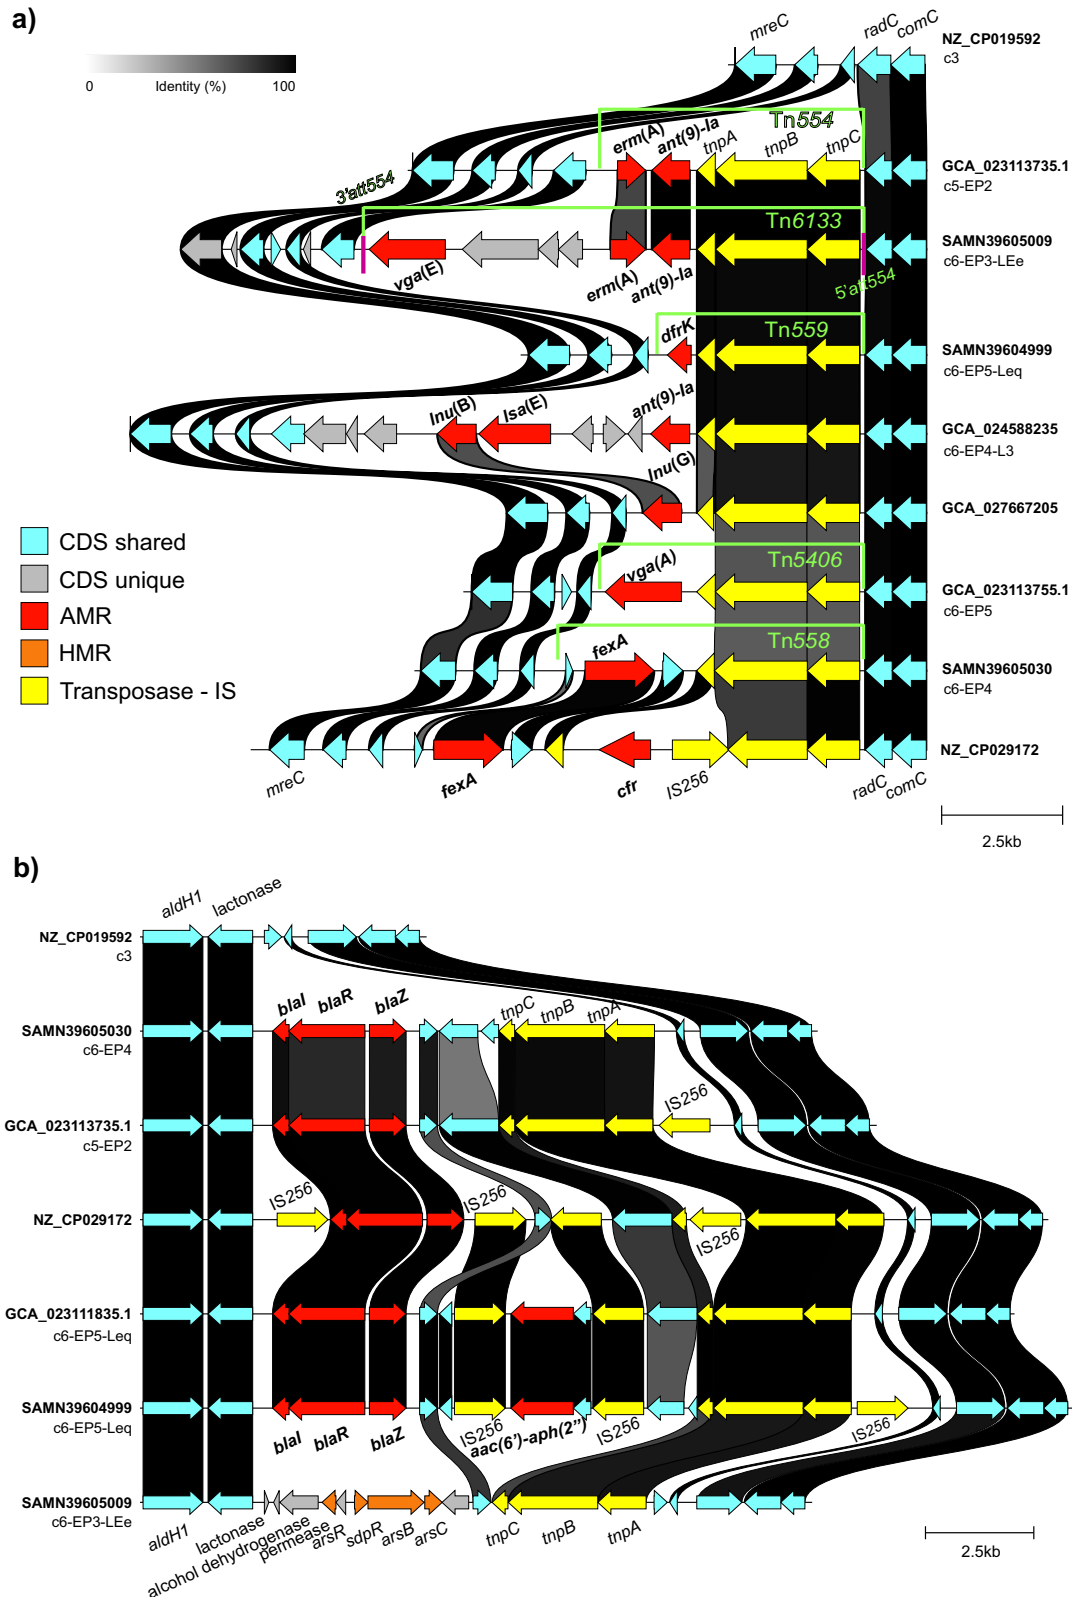 a)
mreC
radC
comC
NZ_CP019592
c3
0
Identity (%)
100
Tn554
erm(A)
ant(9)-Ia
tnpA
tnpB
tnpC
GCA_023113735.1
c5-EP2
3'att554
Tn6133
SAMN39605009
c6-EP3-LEe
vga(E)
erm(A)
ant(9)-Ia
5'att554
Tn559
dfrK
SAMN39604999
c6-EP5-Leq
lnu(B)
lsa(E)
ant(9)-Ia
GCA_024588235
c6-EP4-L3
lnu(G)
GCA_027667205
CDS shared
CDS unique
AMR
HMR
Transposase - IS
vga(A)
Tn5406
GCA_023113755.1
c6-EP5
fexA
Tn558
SAMN39605030
c6-EP4
NZ_CP029172
mreC
fexA
cfr
IS256
radC
comC
2.5kb
b)
aldH1
lactonase
NZ_CP019592
c3
blaI
blaR
blaZ
tnpC
tnpB
tnpA
SAMN39605030
c6-EP4
IS256
GCA_023113735.1
c5-EP2
IS256
IS256
NZ_CP029172
IS256
GCA_023111835.1
c6-EP5-Leq
SAMN39604999
c6-EP5-Leq
blaI
blaR
blaZ
IS256
aac(6')-aph(2'')
IS256
IS256
SAMN39605009
c6-EP3-LEe
aldH1
lactonase
alcohol dehydrogenase
permease
arsR
sdpR
arsB
arsC
tnpC
tnpB
tnpA
2.5kb